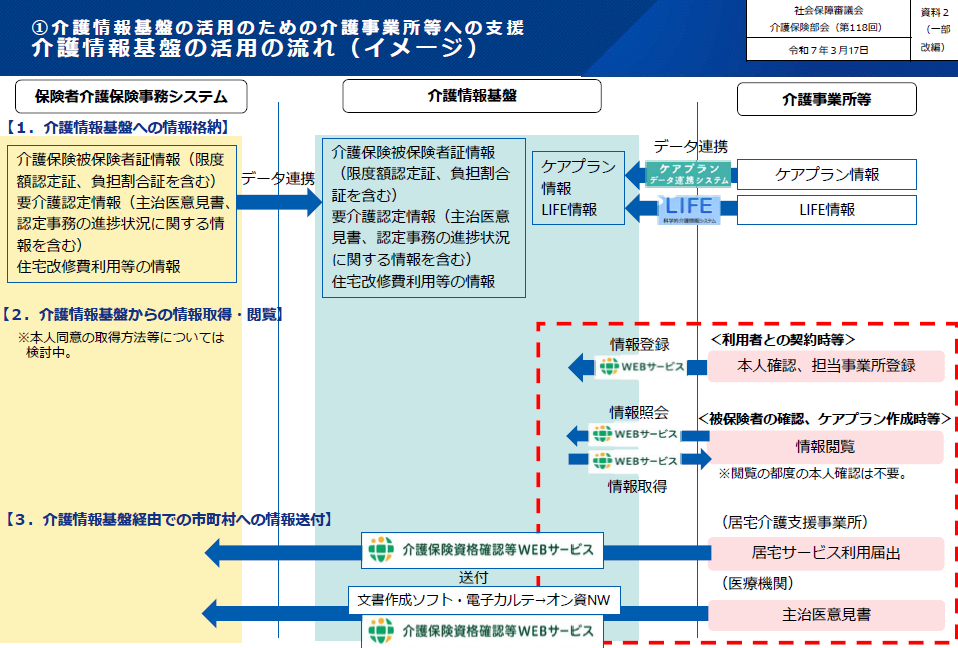 ①介護情報基盤の活用のための介護事業所等への支援
介護情報基盤の活用の流れ（イメージ）
社会保障審議会
介護保険部会（第118回）
令和７年３月17日
資料２
（一部
改編）
保険者介護保険事務システム
介護情報基盤
介護事業所等
【１．介護情報基盤への情報格納】
介護保険被保険者証情報（限度
額認定証、負担割合証を含む）
要介護認定情報（主治医意見書、
認定事務の進捗状況に関する情
報を含む）
住宅改修費利用等の情報
データ連携
介護保険被保険者証情報
（限度額認定証、負担割合
証を含む）
要介護認定情報（主治医意
見書、認定事務の進捗状況
に関する情報を含む）
住宅改修費利用等の情報
ケアプラン
情報
LIFE情報
データ連携
ケアプラン
データ連携システム
LIFE
科学的介護情報システム
ケアプラン情報
LIFE情報
【２．介護情報基盤からの情報取得・閲覧】
※本人同意の取得方法等については
検討中。
情報登録
WEBサービス
＜利用者との契約時等＞
本人確認、担当事業所登録
情報照会
WEBサービス
WEBサービス
情報取得
＜被保険者の確認、ケアプラン作成時等＞
情報閲覧
※閲覧の都度の本人確認は不要。
【３．介護情報基盤経由での市町村への情報送付】
介護保険資格確認等WEBサービス
（居宅介護支援事業所）
居宅サービス利用届出
送付
（医療機関）
文書作成ソフト・電子カルテ→オン資NW
介護保険資格確認等WEBサービス
主治医意見書